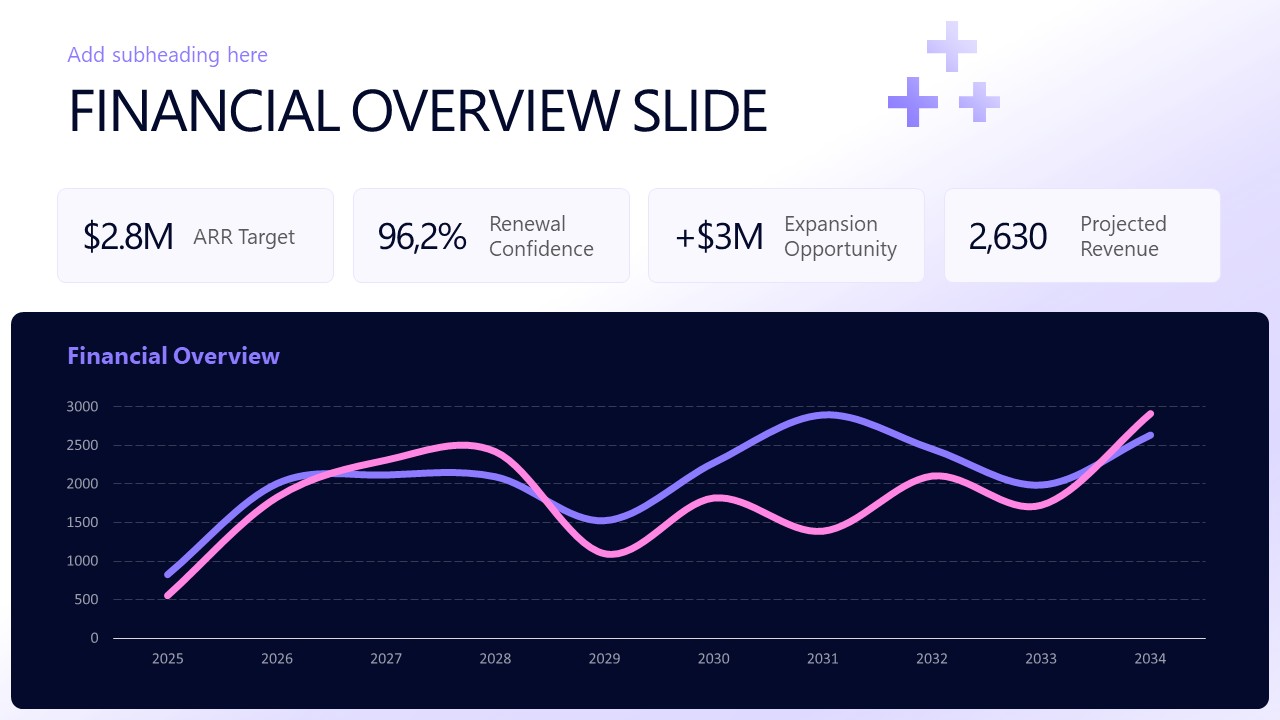 Add subheading here
FINANCIAL OVERVIEW SLIDE
$2.8M
ARR Target
96,2%
Renewal
Confidence
+$3M
Expansion
Opportunity
2,630
Projected
Revenue
Financial Overview
3000
2500
2000
1500
1000
500
0
2025 2026 2027 2028 2029 2030 2031 2032 2033 2034